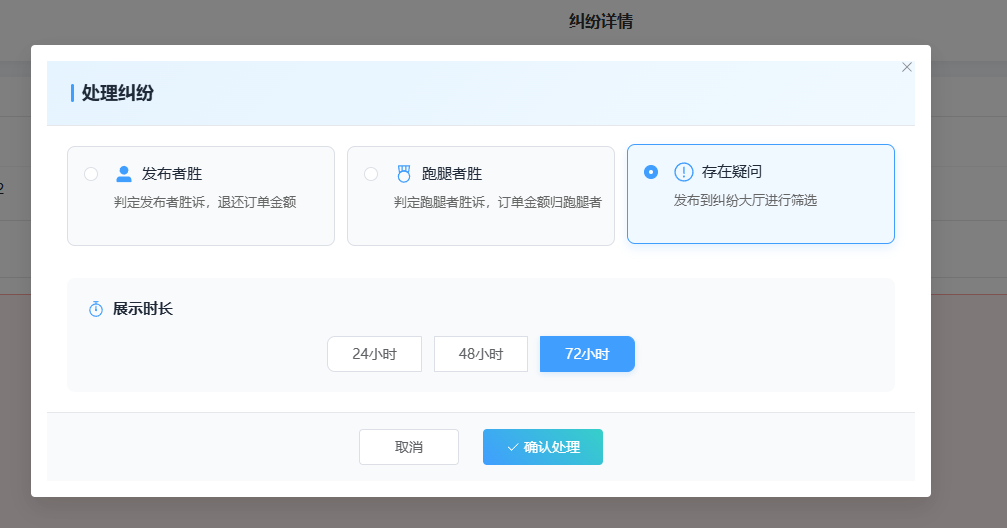 纠纷详情
处理纠纷
发布者胜
判定发布者胜诉，退还订单金额
跑腿者胜
判定跑腿者胜诉，订单金额归跑腿者
存在疑问
发布到纠纷大厅进行筛选
2
展示时长
24小时
48小时
72小时
取消
确认处理